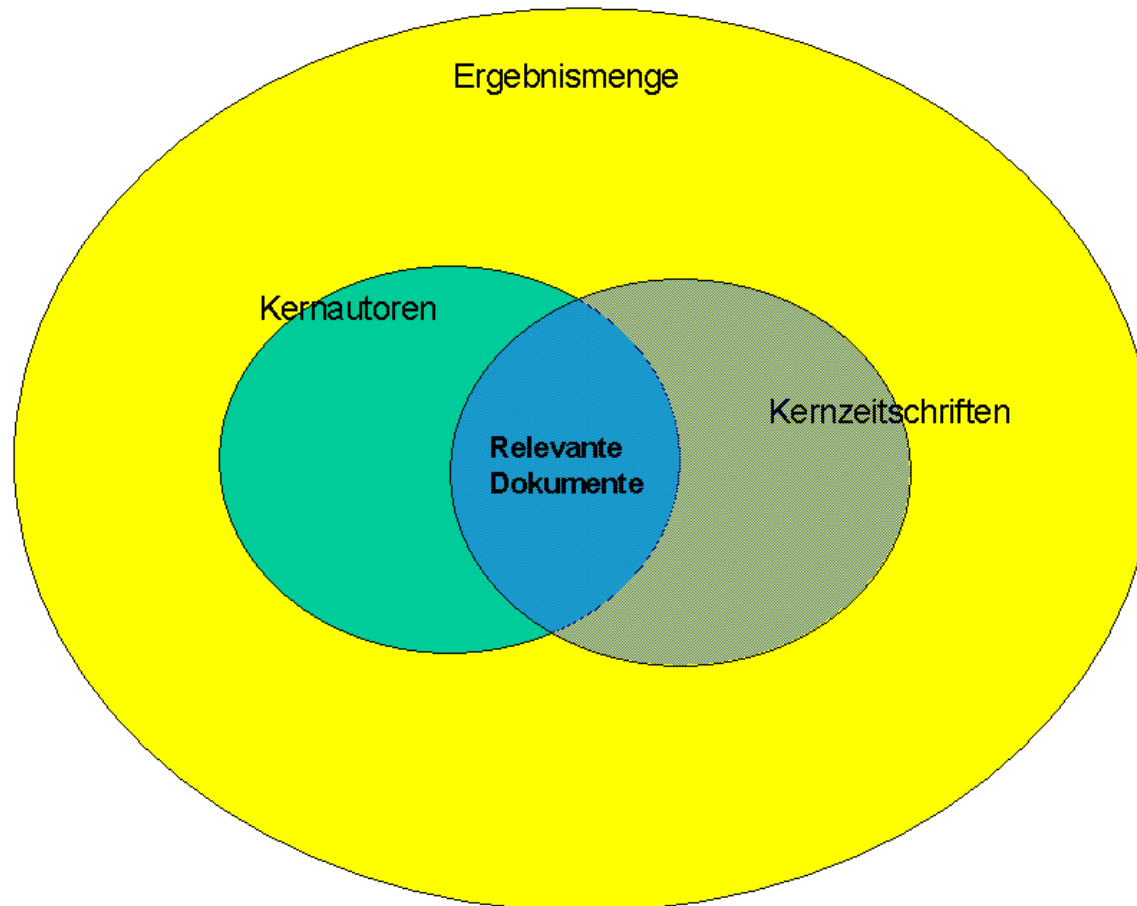 Ergebnismenge
Kernautoren
Kernzeitschriften
Relevante
Dokumente